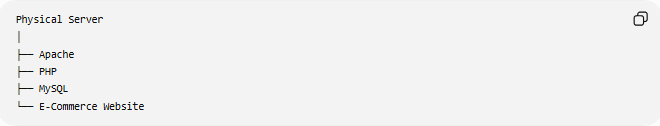 Physical Server
│
├── Apache
├── PHP
├── MySQL
└── E-Commerce Website